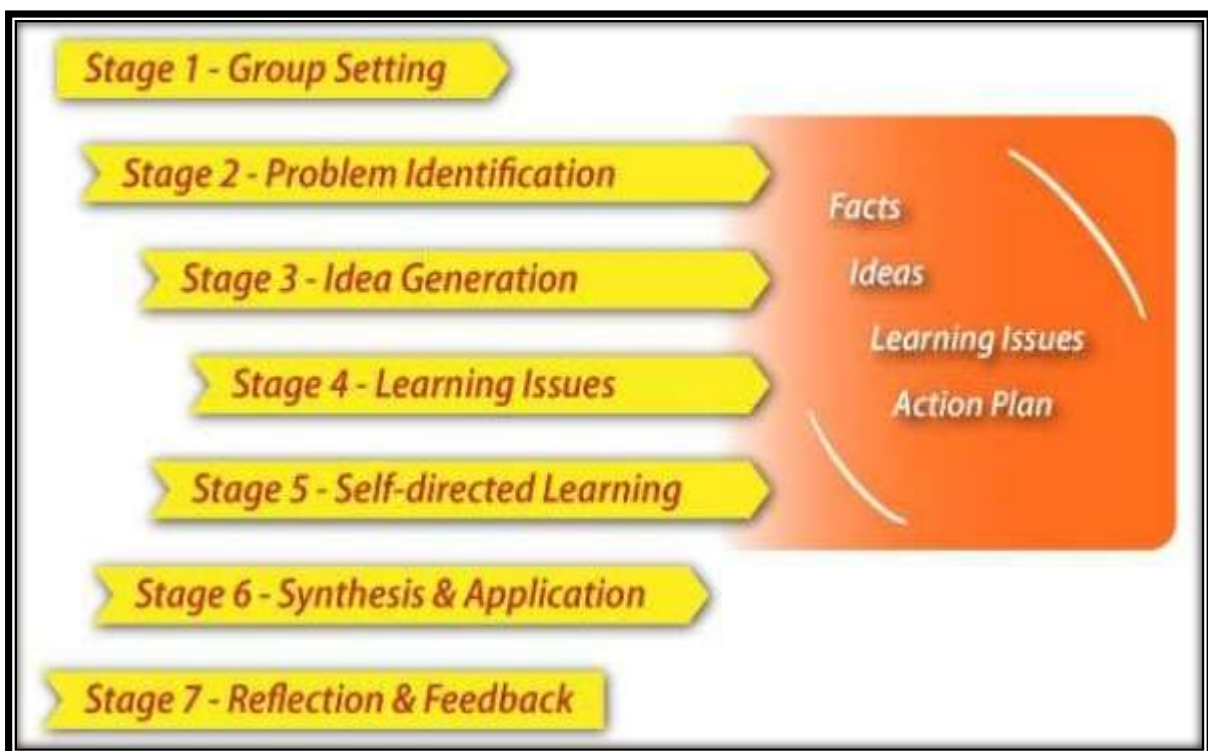 Stage 1 - Group Setting
Stage 2 - Problem Identification
Stage 3 - Idea Generation
Stage 4 - Learning Issues
Stage 5 - Self-directed Learning
Stage 6 - Synthesis & Application
Stage 7 - Reflection & Feedback
Facts
Ideas
Learning Issues
Action Plan